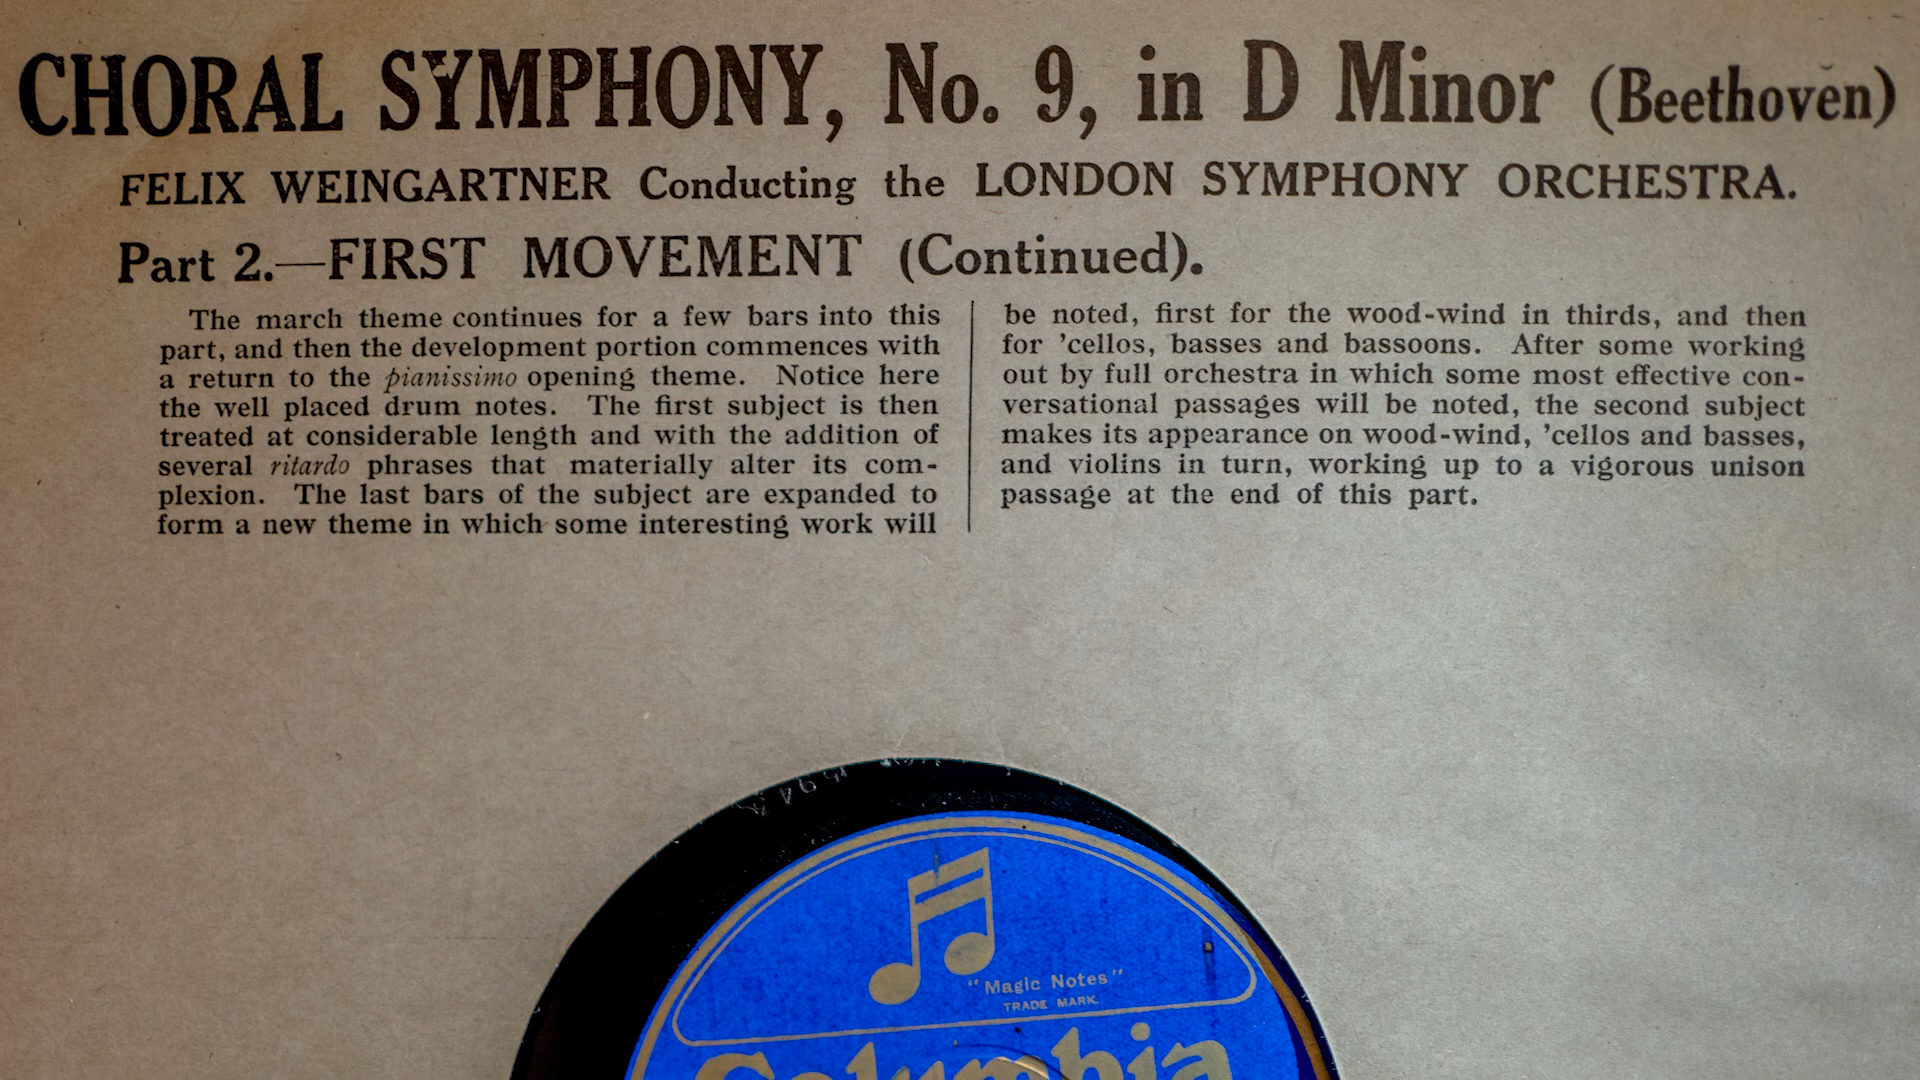 CHORAL SYMPHONY, No. 9, in D Minor (Beethoven)
FELIX WEINGARTNER Conducting the LONDON SYMPHONY ORCHESTRA.
Part 2.—FIRST MOVEMENT (Continued).
The march theme continues for a few bars into this
part, and then the development portion commences with
a return to the pianissimo opening theme. Notice here
the well placed drum notes. The first subject is then
treated at considerable length and with the addition of
several ritardo phrases that materially alter its com-
plexion. The last bars of the subject are expanded to
form a new theme in which some interesting work will
be noted, first for the wood-wind in thirds, and then
for 'cellos, basses and bassoons. After some working
out by full orchestra in which some most effective con-
versational passages will be noted, the second subject
makes its appearance on wood-wind, 'cellos and basses,
and violins in turn, working up to a vigorous unison
passage at the end of this part.
"Magic Notes"
TRADE MARK.
Columbia